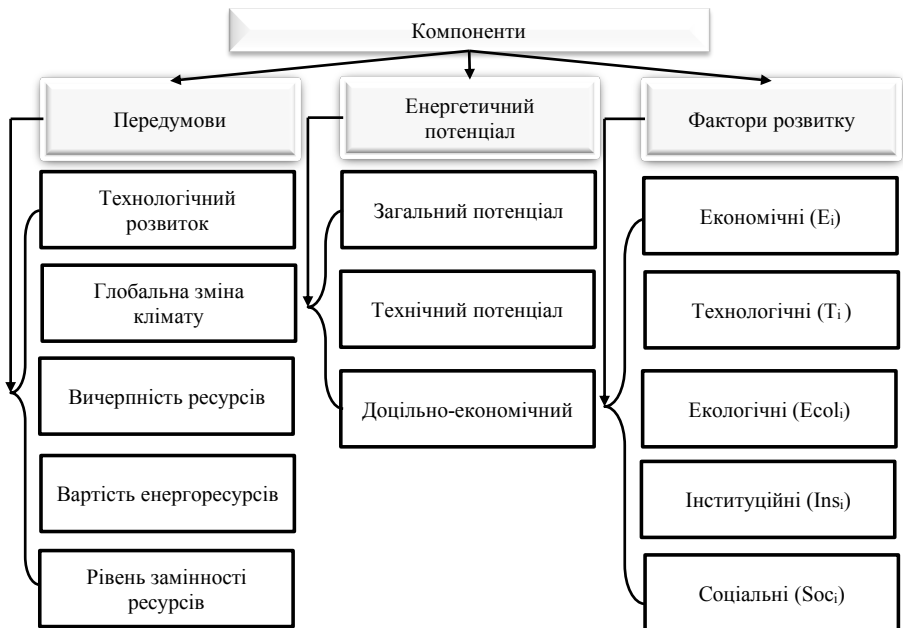 Компоненти
Передумови
Енергетичний
потенціал
Фактори розвитку
Технологічний
розвиток
Глобальна зміна
клімату
Вичерпність ресурсів
Вартість енергоресурсів
Рівень замінності
ресурсів
Загальний потенціал
Технічний потенціал
Доцільно-економічний
Економічні (Eᵢ)
Технологічні (Tᵢ )
Екологічні (Ecolᵢ)
Інституційні (Insᵢ)
Соціальні (Socᵢ)